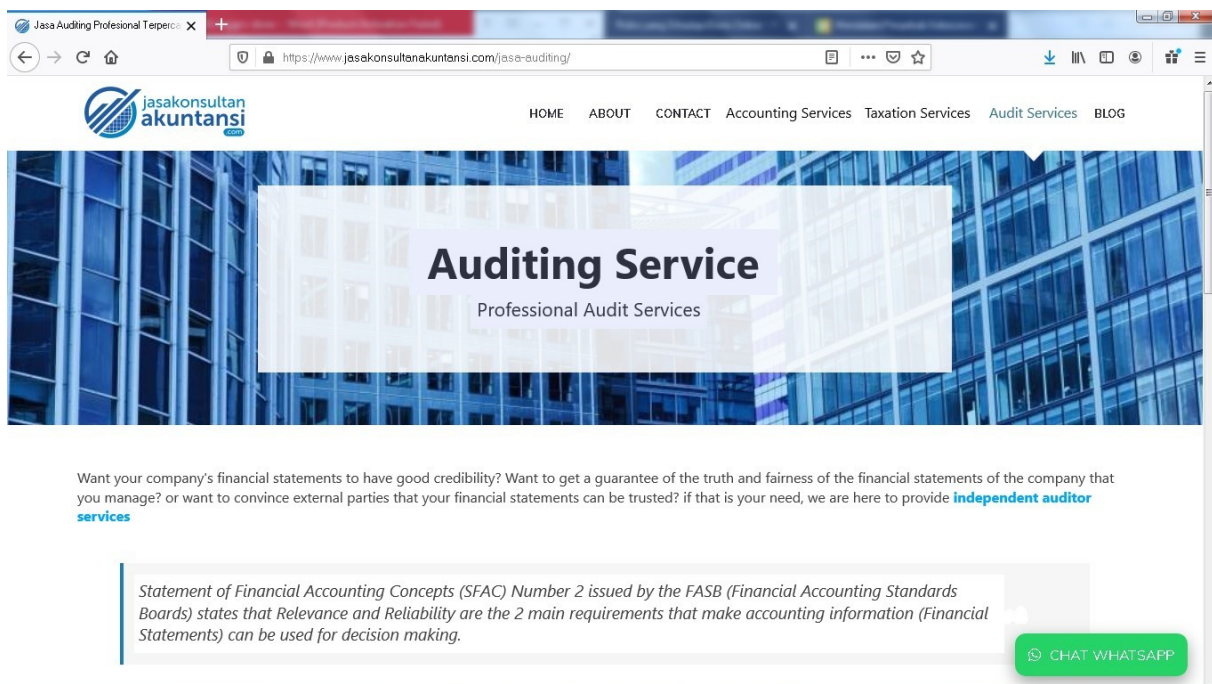 Jasa Auditing Profesional Terperca
https://www.jasakonsultanakuntansi.com/jasa-auditing/
jasakonsultan
akuntansi
.com
HOME ABOUT CONTACT Accounting Services Taxation Services Audit Services BLOG
Auditing Service
Professional Audit Services
Want your company's financial statements to have good credibility? Want to get a guarantee of the truth and fairness of the financial statements of the company that
you manage? or want to convince external parties that your financial statements can be trusted? if that is your need, we are here to provide independent auditor
services
Statement of Financial Accounting Concepts (SFAC) Number 2 issued by the FASB (Financial Accounting Standards
Boards) states that Relevance and Reliability are the 2 main requirements that make accounting information (Financial
Statements) can be used for decision making.
CHAT WHATSAPP